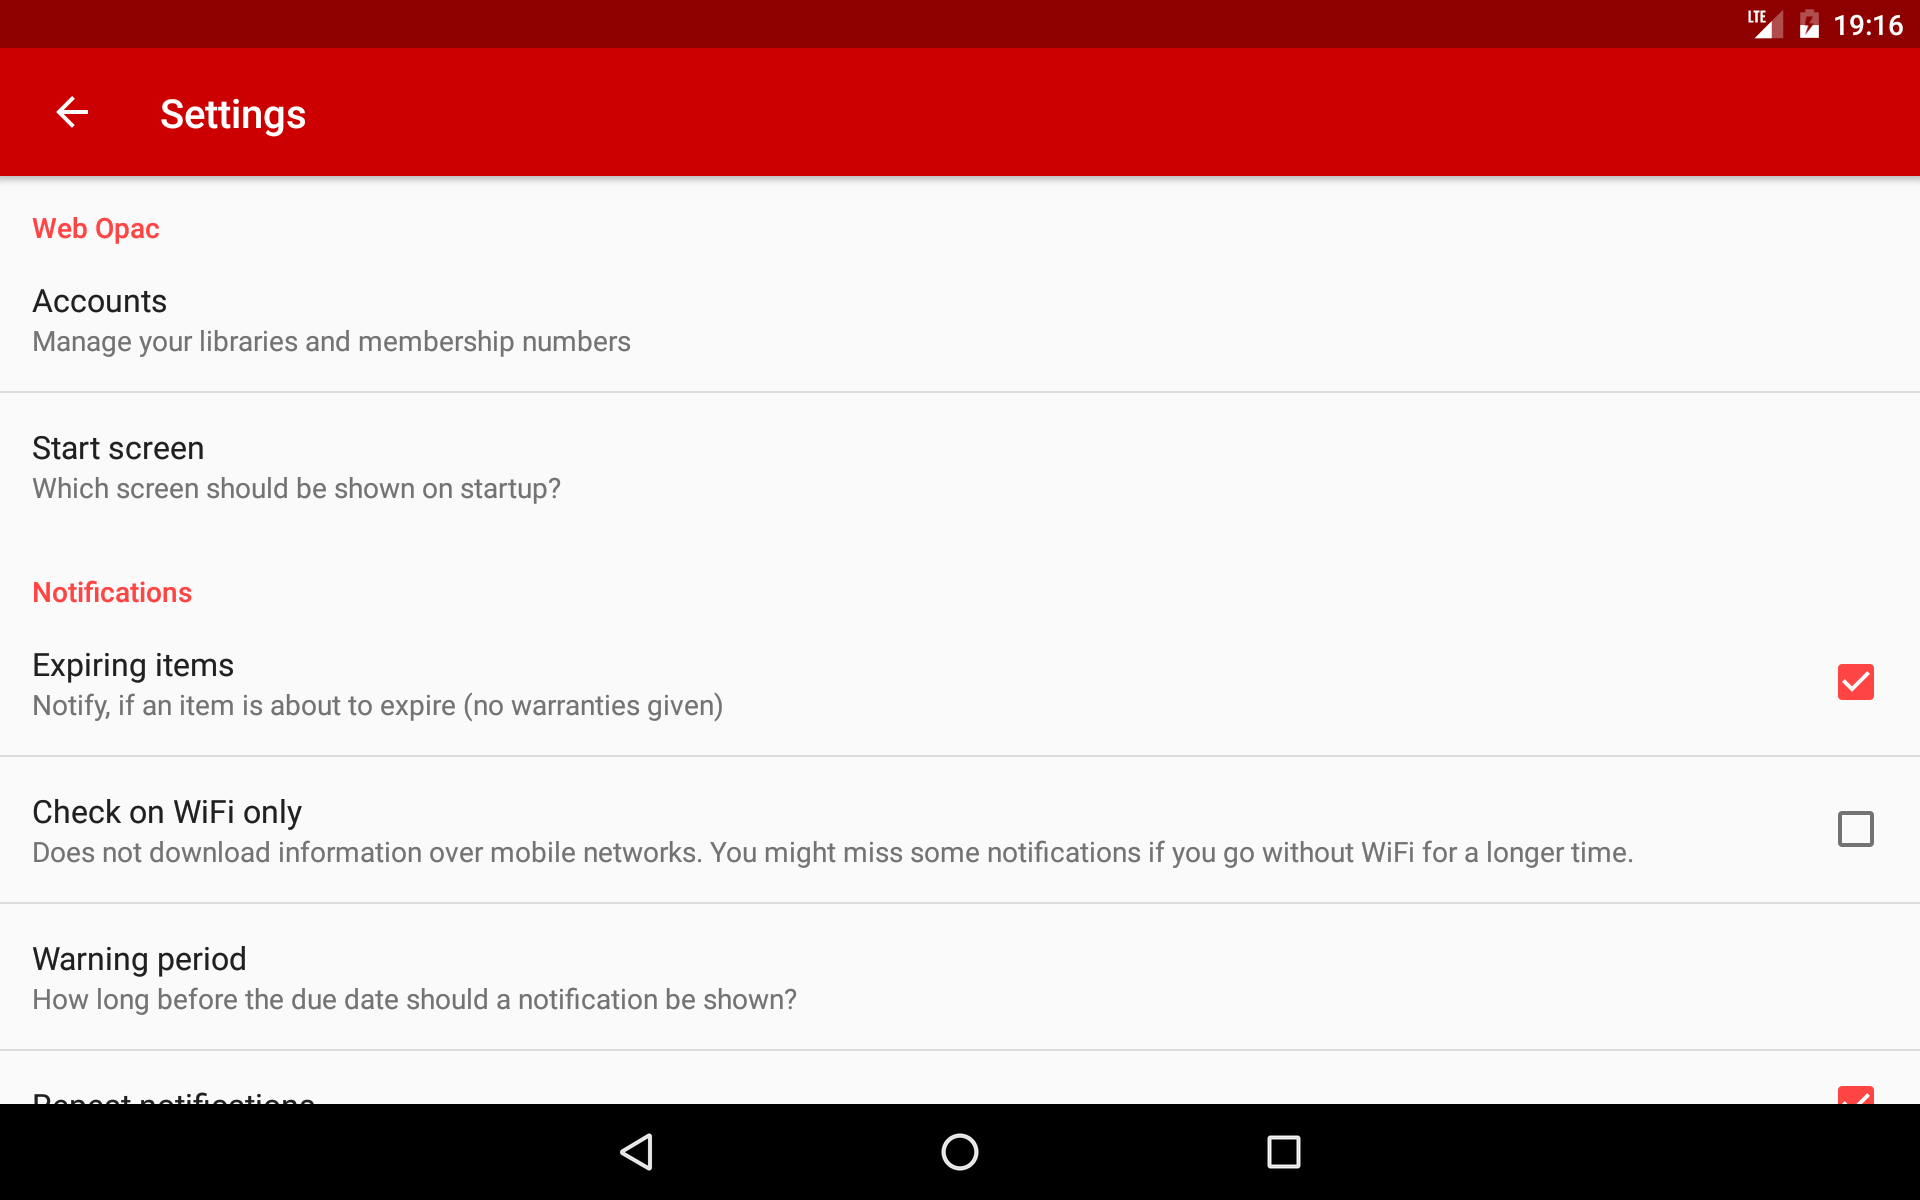 LTE 19:16
Settings
Web Opac
Accounts
Manage your libraries and membership numbers
Start screen
Which screen should be shown on startup?
Notifications
Expiring items
Notify, if an item is about to expire (no warranties given)
Check on WiFi only
Does not download information over mobile networks. You might miss some notifications if you go without WiFi for a longer time.
Warning period
How long before the due date should a notification be shown?
Repeat notifications